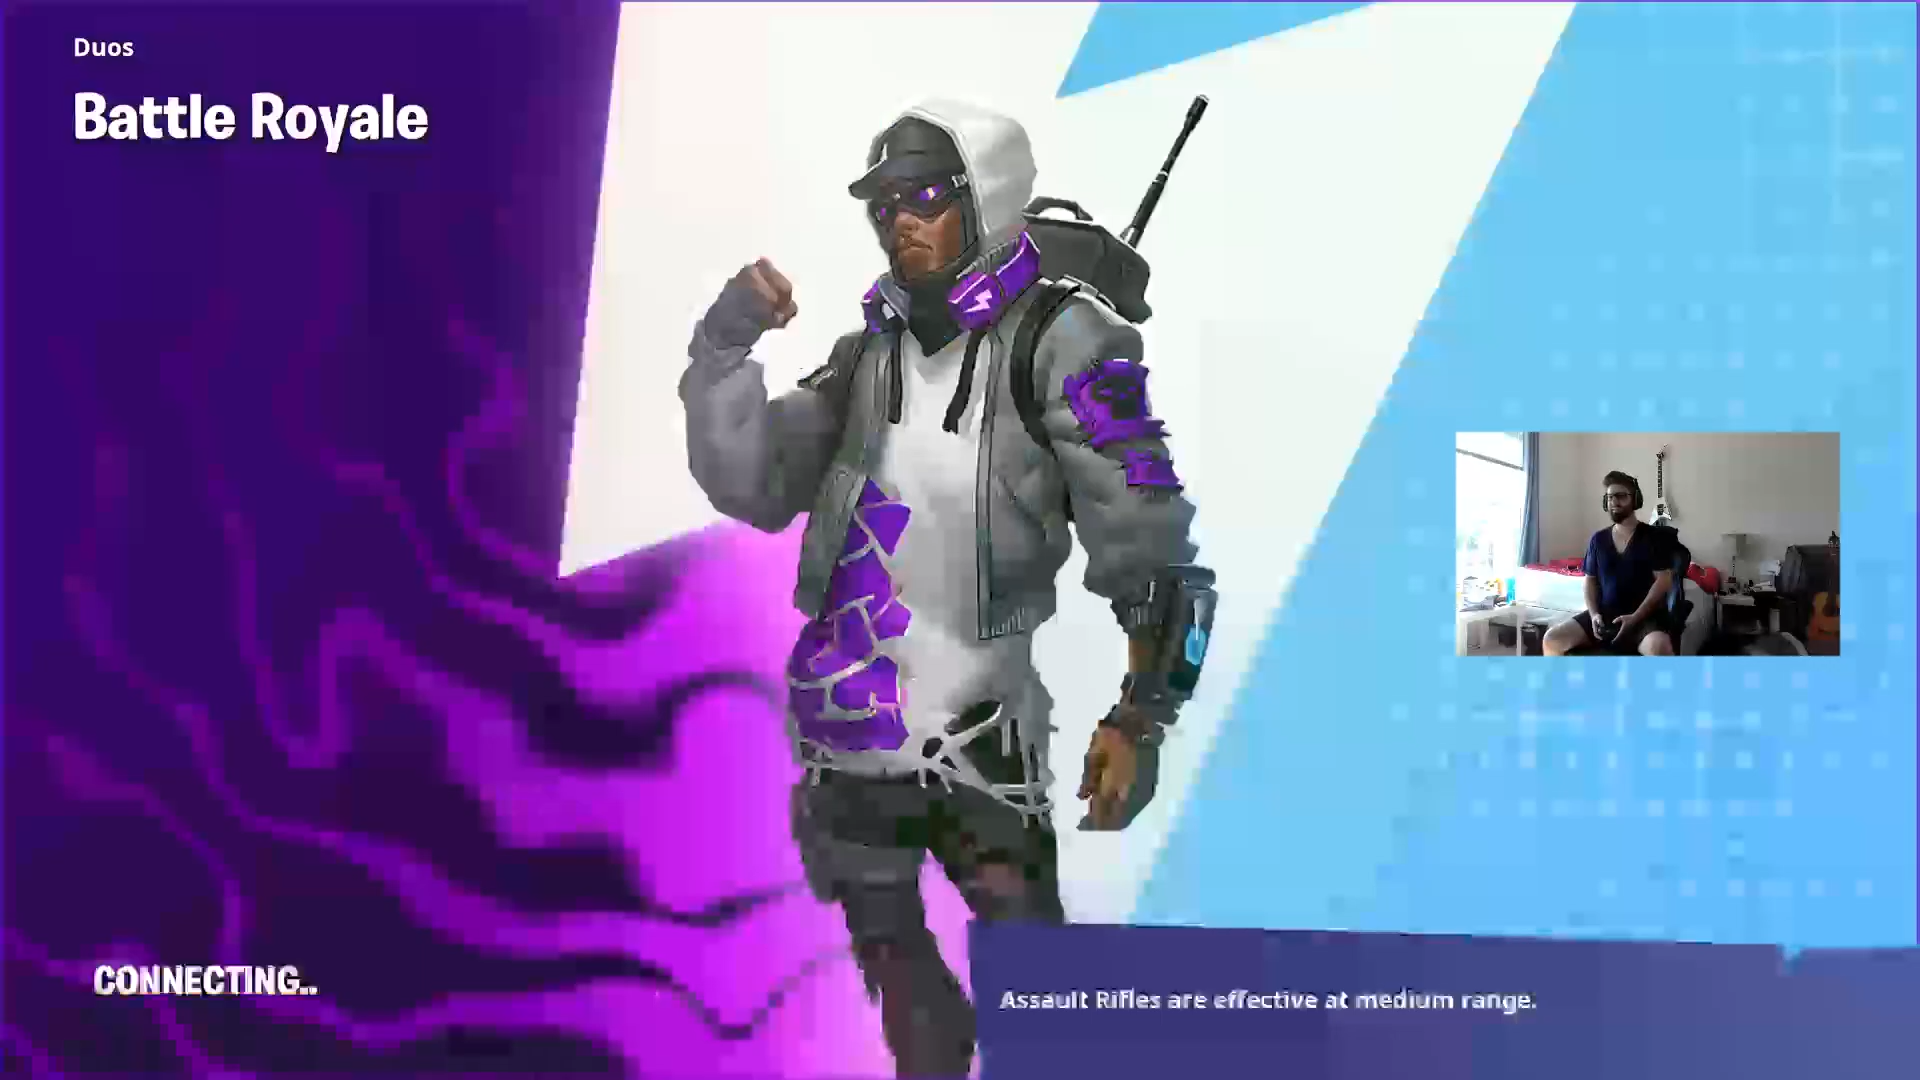 Duos
Battle Royale
CONNECTING..
Assault Rifles are effective at medium range.